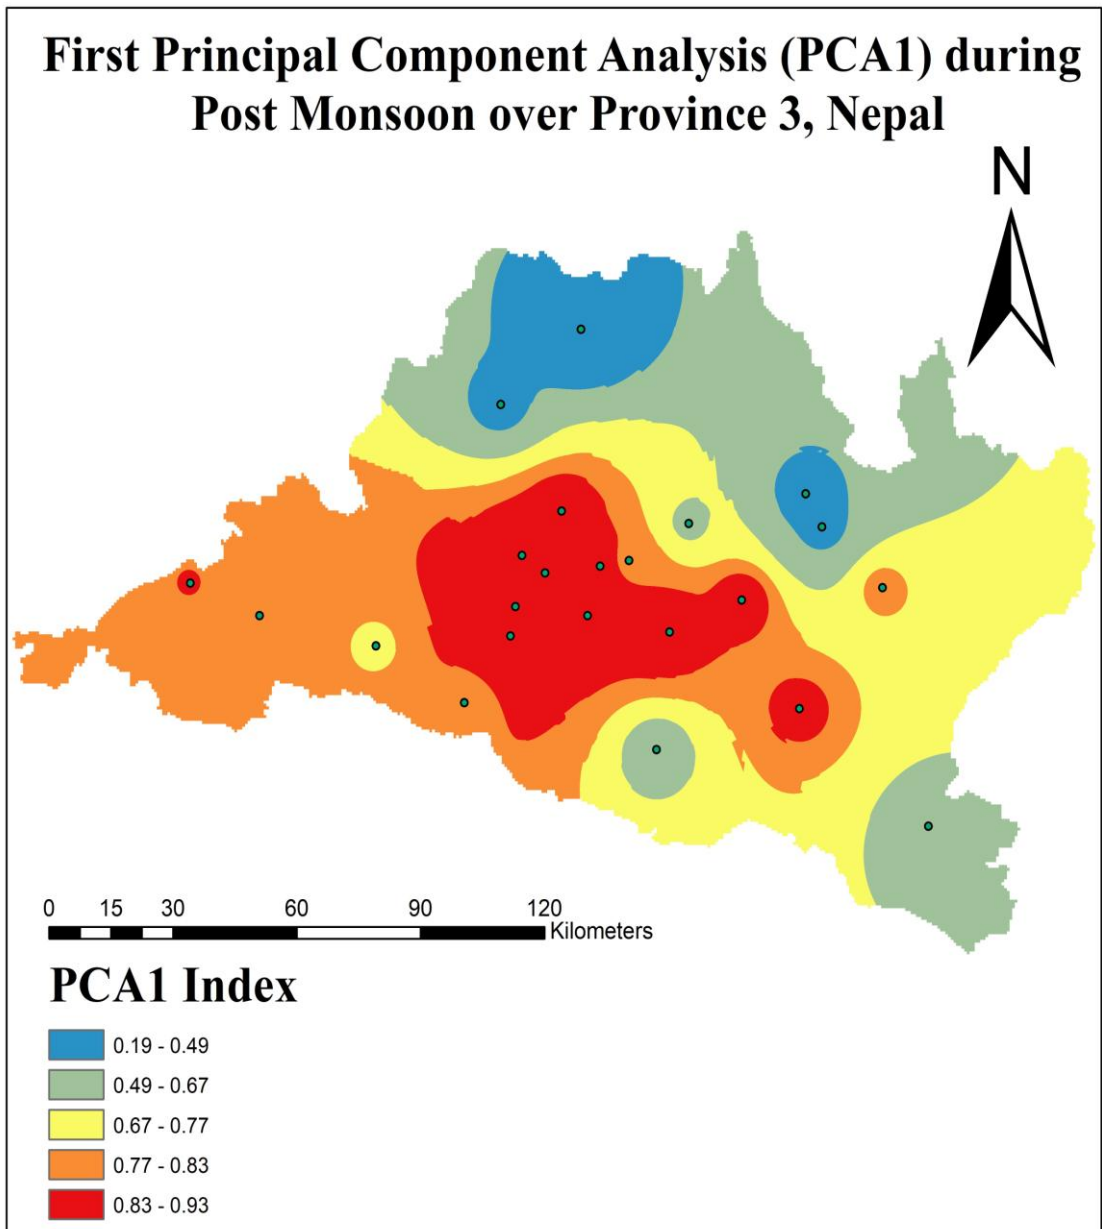 First Principal Component Analysis (PCA1) during
Post Monsoon over Province 3, Nepal
N
0 15 30 60 90 120
Kilometers
PCA1 Index
0.19 - 0.49
0.49 - 0.67
0.67 - 0.77
0.77 - 0.83
0.83 - 0.93